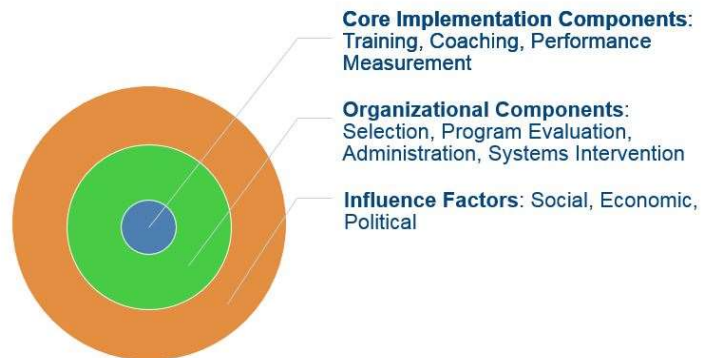 Core Implementation Components:
Training, Coaching, Performance
Measurement
Organizational Components:
Selection, Program Evaluation,
Administration, Systems Intervention
Influence Factors: Social, Economic,
Political